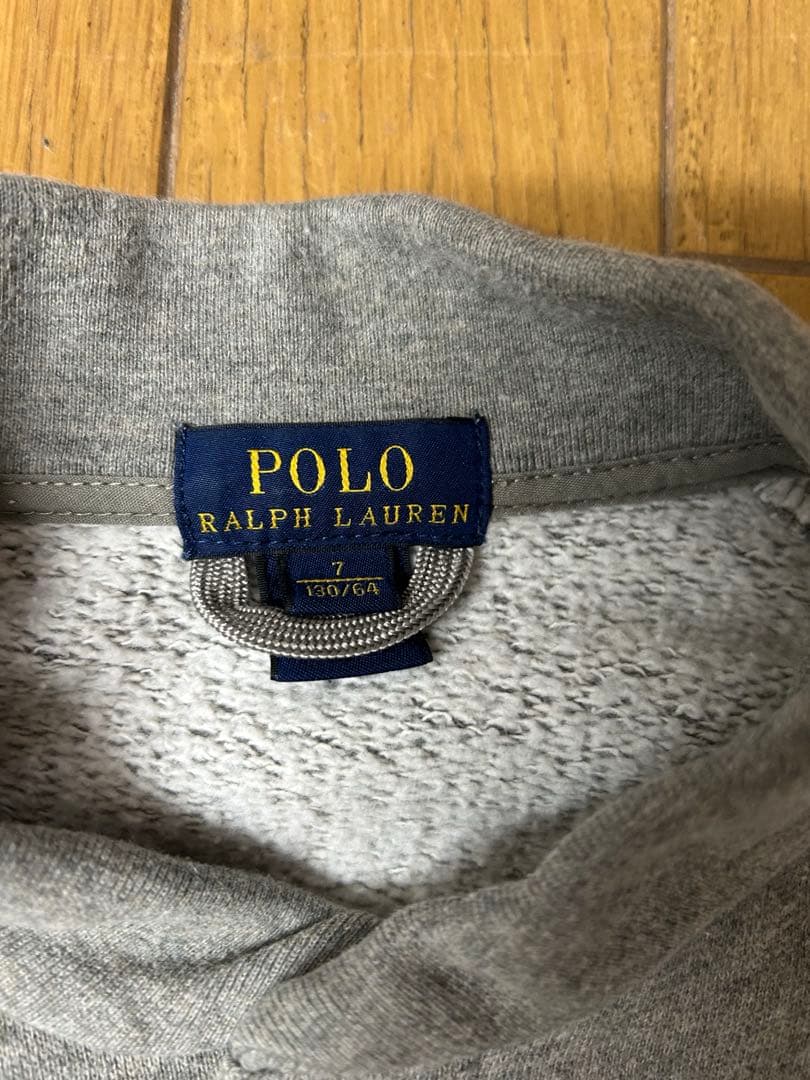 POLO
RALPH LAUREN
7
130/64